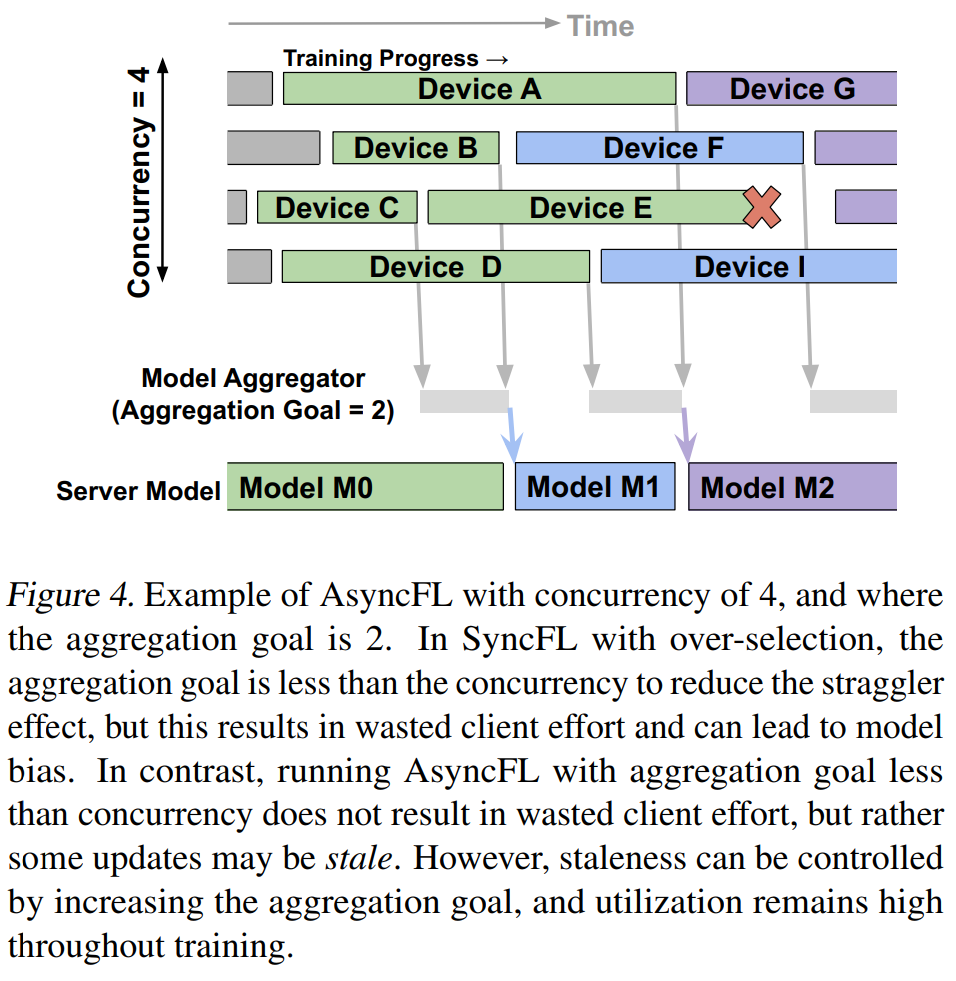 Time
Training Progress →
Concurrency = 4
Device A
Device G
Device B
Device F
Device C
Device E
Device D
Device I
Model Aggregator
(Aggregation Goal = 2)
Server Model
Model M0
Model M1
Model M2
Figure 4. Example of AsyncFL with concurrency of 4, and where
the aggregation goal is 2. In SyncFL with over-selection, the
aggregation goal is less than the concurrency to reduce the straggler
effect, but this results in wasted client effort and can lead to model
bias. In contrast, running AsyncFL with aggregation goal less
than concurrency does not result in wasted client effort, but rather
some updates may be stale. However, staleness can be controlled
by increasing the aggregation goal, and utilization remains high
throughout training.